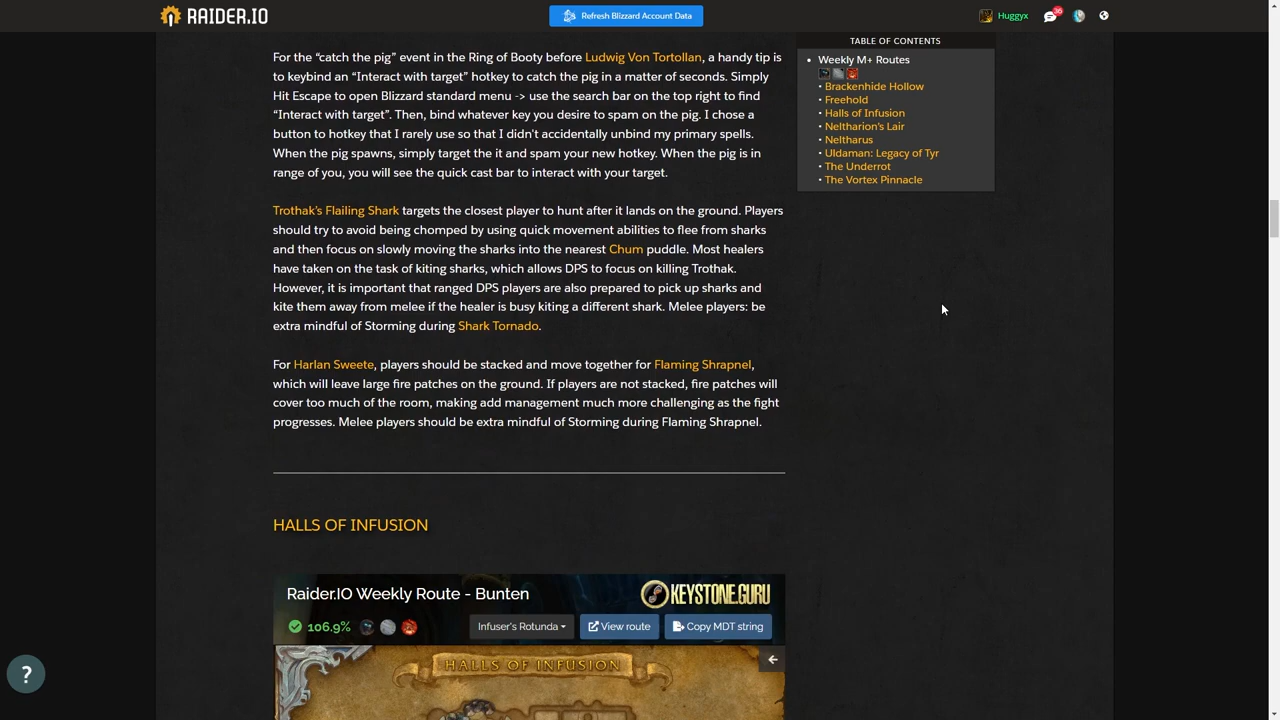 RAIDER.IO
Refresh Blizzard Account Data
Huggyx
36
For the “catch the pig” event in the Ring of Booty before Ludwig Von Tortollan, a handy tip is
to keybind an “Interact with target” hotkey to catch the pig in a matter of seconds. Simply
Hit Escape to open Blizzard standard menu -> use the search bar on the top right to find
“Interact with target”. Then, bind whatever key you desire to spam on the pig. I chose a
button to hotkey that I rarely use so that I didn't accidentally unbind my primary spells.
When the pig spawns, simply target the it and spam your new hotkey. When the pig is in
range of you, you will see the quick cast bar to interact with your target.
Trothak’s Flailing Shark targets the closest player to hunt after it lands on the ground. Players
should try to avoid being chomped by using quick movement abilities to flee from sharks
and then focus on slowly moving the sharks into the nearest Chum puddle. Most healers
have taken on the task of kiting sharks, which allows DPS to focus on killing Trothak.
However, it is important that ranged DPS players are also prepared to pick up sharks and
kite them away from melee if the healer is busy kiting a different shark. Melee players: be
extra mindful of Storming during Shark Tornado.
For Harlan Sweete, players should be stacked and move together for Flaming Shrapnel,
which will leave large fire patches on the ground. If players are not stacked, fire patches will
cover too much of the room, making add management much more challenging as the fight
progresses. Melee players should be extra mindful of Storming during Flaming Shrapnel.
HALLS OF INFUSION
Raider.IO Weekly Route - Bunten
KEYSTONE.GURU
106.9%
Infuser's Rotunda
View route
Copy MDT string
HALLS OF INFUSION
TABLE OF CONTENTS
• Weekly M+ Routes
• Brackenhide Hollow
• Freehold
• Halls of Infusion
• Neltharion’s Lair
• Neltharus
• Uldaman: Legacy of Tyr
• The Underrot
• The Vortex Pinnacle
?